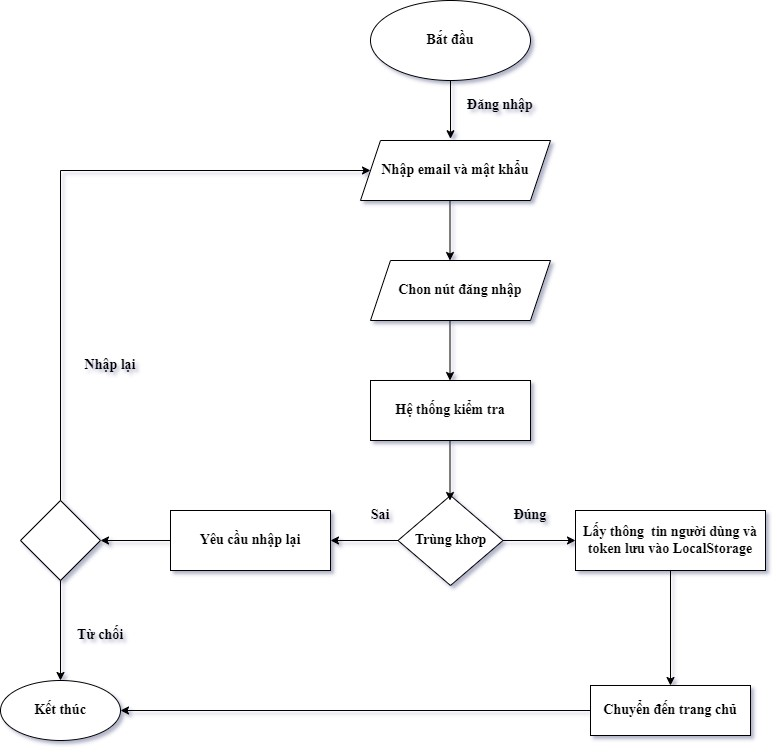 Bắt đầu
Đăng nhập
Nhập email và mật khẩu
Chon nút đăng nhập
Nhập lại
Hệ thống kiểm tra
Sai
Đúng
Yêu cầu nhập lại
Trùng khơp
Lấy thông tin người dùng và
token lưu vào LocalStorage
Từ chối
Kết thúc
Chuyển đến trang chủ